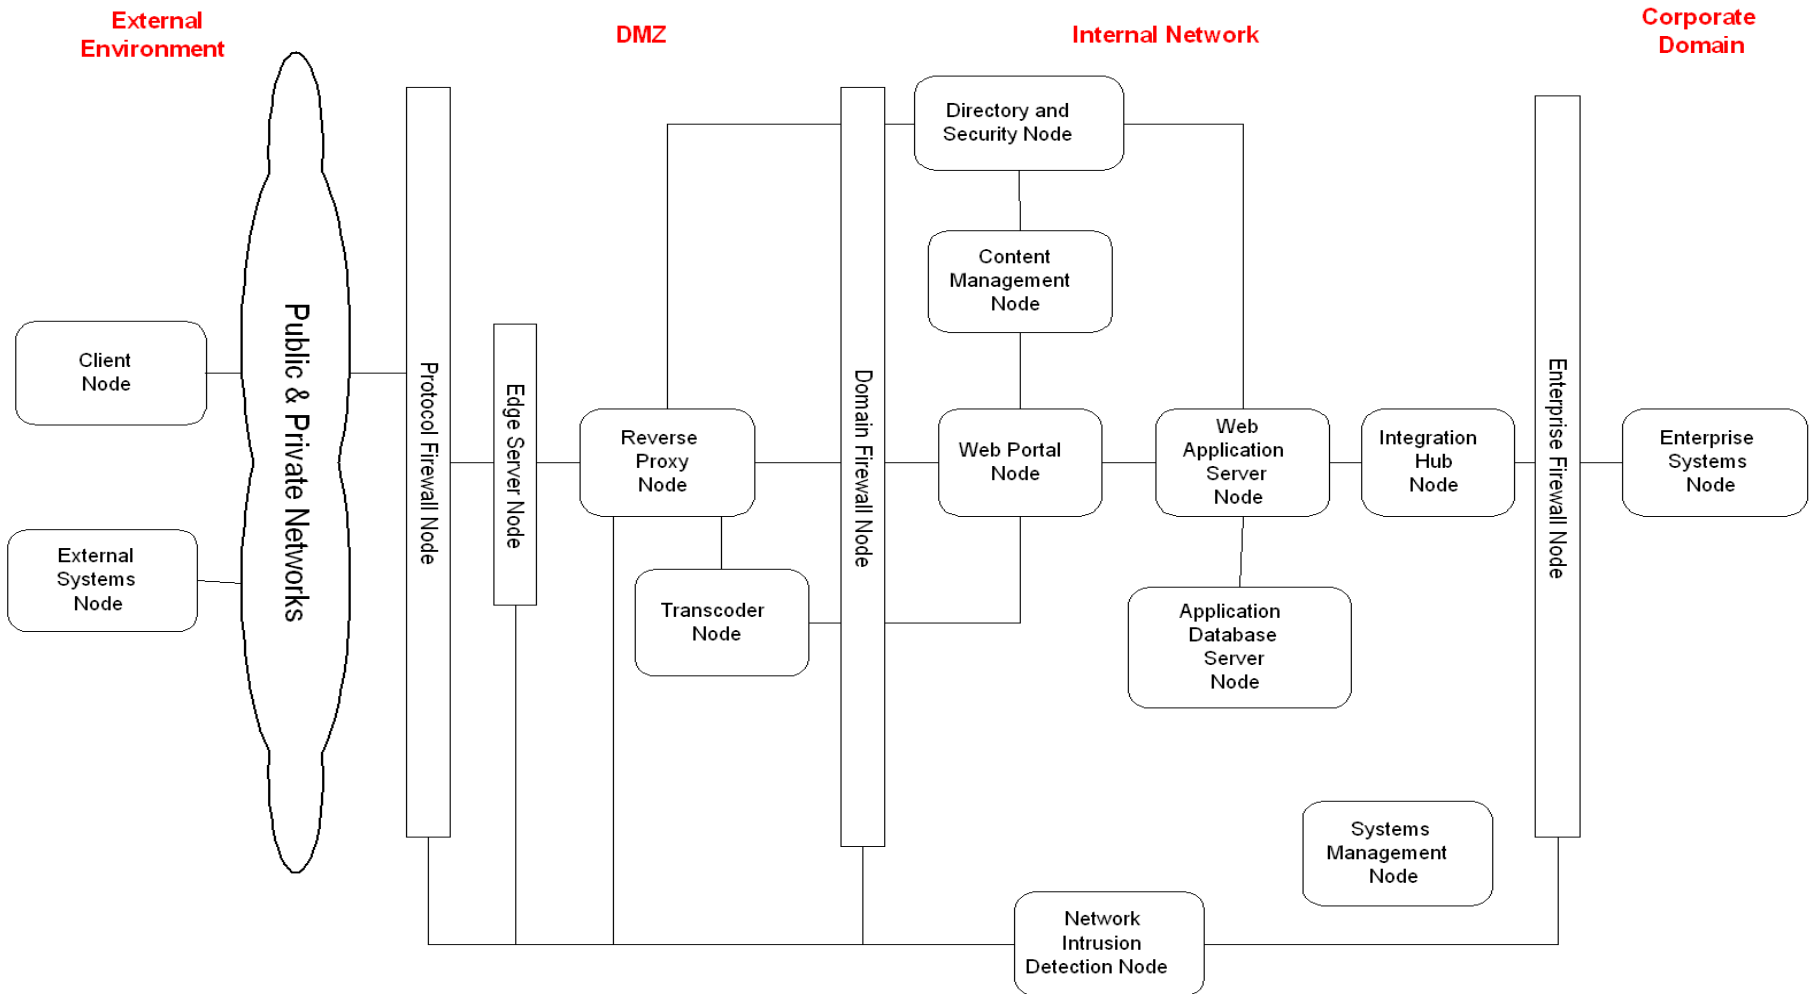 External
Environment
DMZ
Internal Network
Corporate
Domain
Directory and
Security Node
Content
Management
Node
Client
Node
External
Systems
Node
Public & Private Networks
Protocol Firewall Node
Edge Server Node
Reverse
Proxy
Node
Transcoder
Node
Domain Firewall Node
Web Portal
Node
Web
Application
Server
Node
Integration
Hub
Node
Enterprise Firewall Node
Enterprise
Systems
Node
Application
Database
Server
Node
Systems
Management
Node
Network
Intrusion
Detection Node